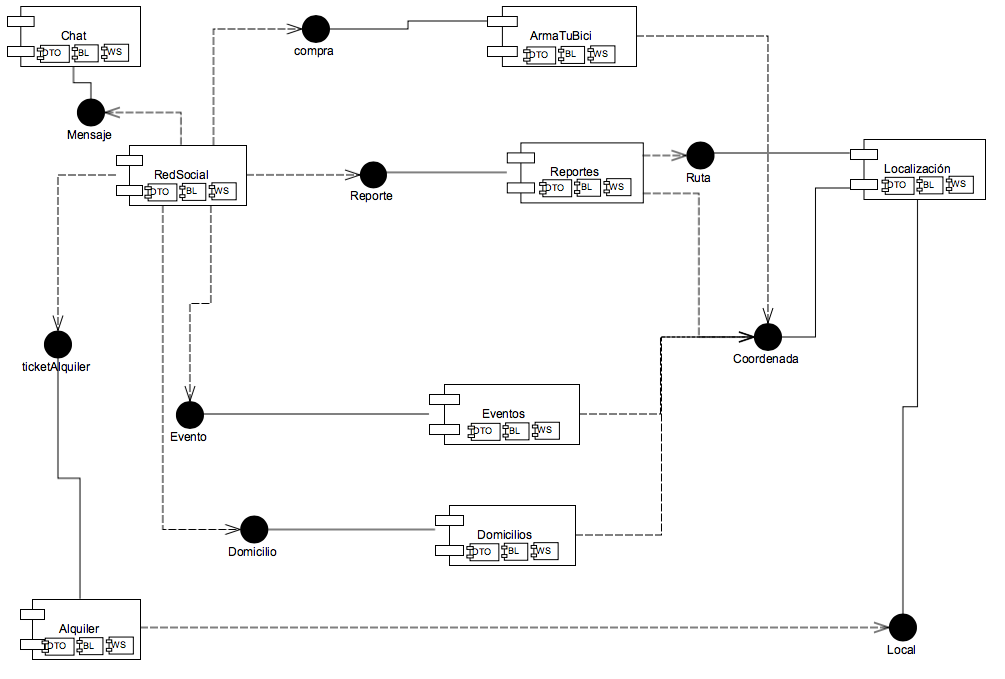 Chat
DTO BL WS
compra
ArmaTuBici
DTO BL WS
Mensaje
RedSocial
DTO BL WS
Reporte
Reportes
DTO BL WS
Ruta
Localización
DTO BL WS
ticketAlquiler
Coordenada
Evento
Eventos
DTO BL WS
Domicilio
Domicilios
DTO BL WS
Alquiler
DTO BL WS
Local